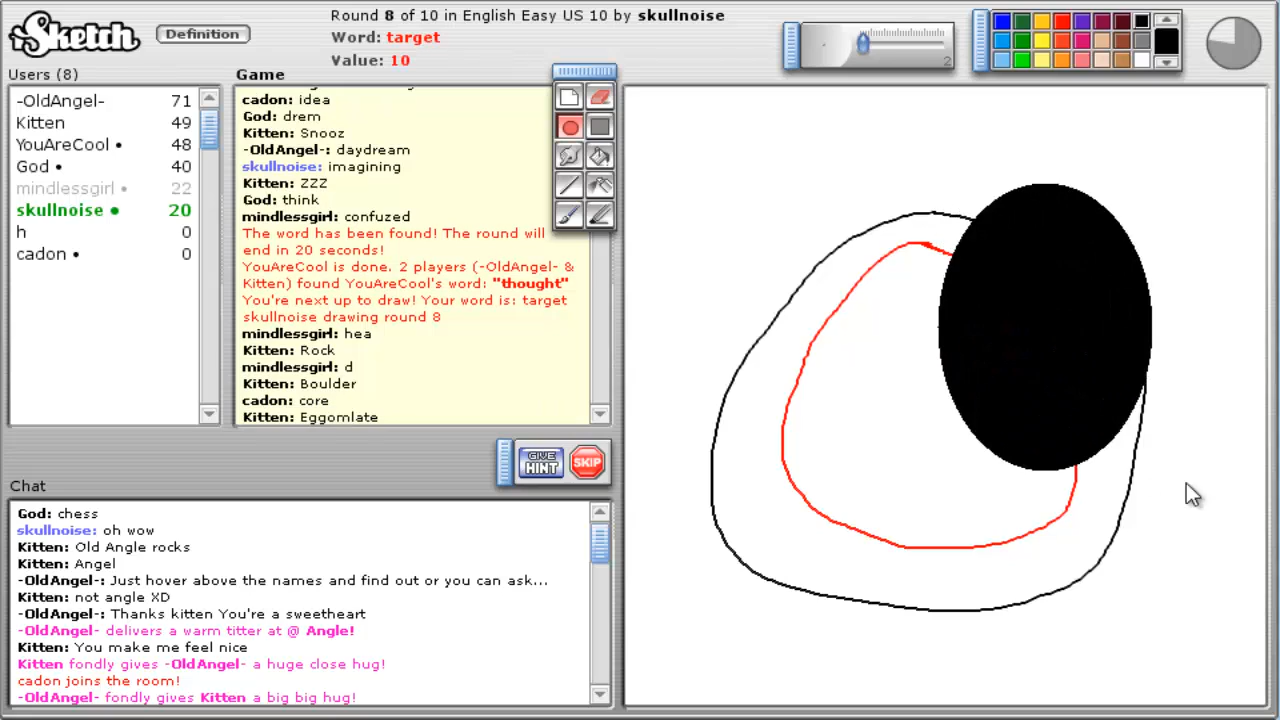 iSketch
Definition
Round 8 of 10 in English Easy US 10 by skullnoise
Word: target
Value: 10
2
Users (8)
-OldAngel- 71
Kitten 49
YouAreCool • 48
God • 40
mindlessgirl • 22
skullnoise • 20
h 0
cadon • 0
Game
cadon: idea
God: drem
Kitten: Snooz
-OldAngel-: daydream
skullnoise: imagining
Kitten: ZZZ
God: think
mindlessgirl: confuzed
The word has been found! The round will
end in 20 seconds!
YouAreCool is done. 2 players (-OldAngel- &
Kitten) found YouAreCool's word: "thought"
You're next up to draw! Your word is: target
skullnoise drawing round 8
mindlessgirl: hea
Kitten: Rock
mindlessgirl: d
Kitten: Boulder
cadon: core
Kitten: Eggomlate
GIVE
HINT
SKIP
Chat
God: chess
skullnoise: oh wow
Kitten: Old Angle rocks
Kitten: Angel
-OldAngel-: Just hover above the names and find out or you can ask...
Kitten: not angle XD
-OldAngel-: Thanks kitten You're a sweetheart
-OldAngel- delivers a warm titter at @ Angle!
Kitten: You make me feel nice
Kitten fondly gives -OldAngel- a huge close hug!
cadon joins the room!
-OldAngel- fondly gives Kitten a big big hug!